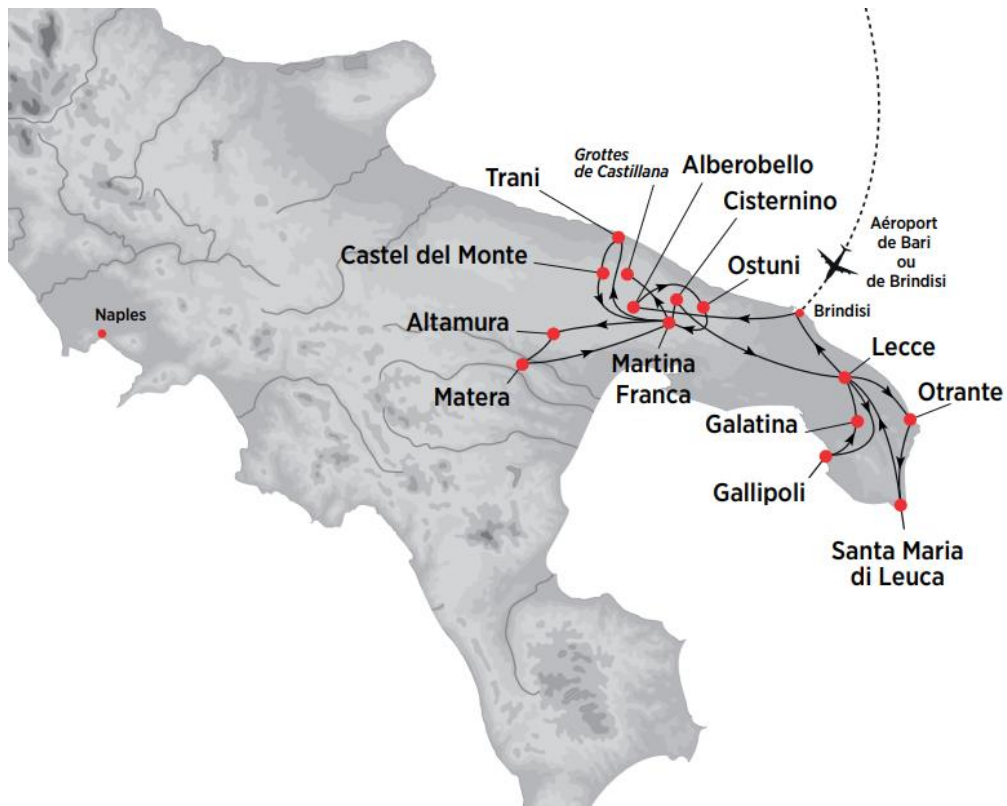 Grottes
de Castillana
Alberobello
Trani
Cisternino
Aéroport
de Bari
ou
de Brindisi
Castel del Monte
Ostuni
Brindisi
Naples
Altamura
Lecce
Martina
Franca
Matera
Otrante
Galatina
Gallipoli
Santa Maria
di Leuca